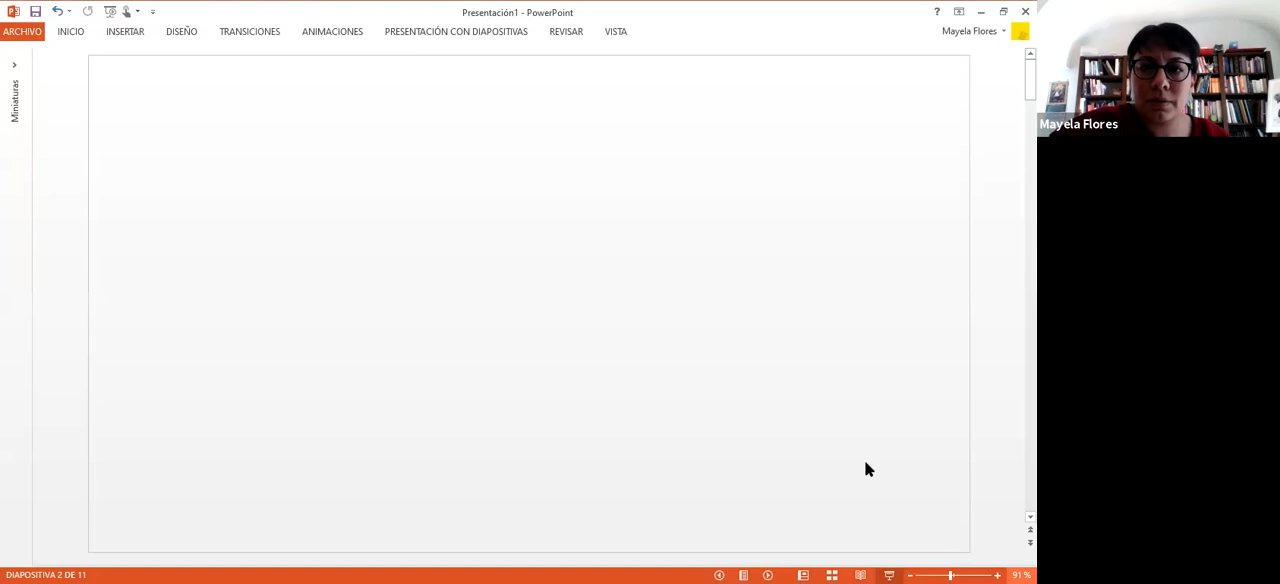 Presentación1 - PowerPoint
ARCHIVO INICIO INSERTAR DISEÑO TRANSICIONES ANIMACIONES PRESENTACIÓN CON DIAPOSITIVAS REVISAR VISTA Mayela Flores
Miniaturas
Mayela Flores
DIAPOSITIVA 2 DE 11 91 %